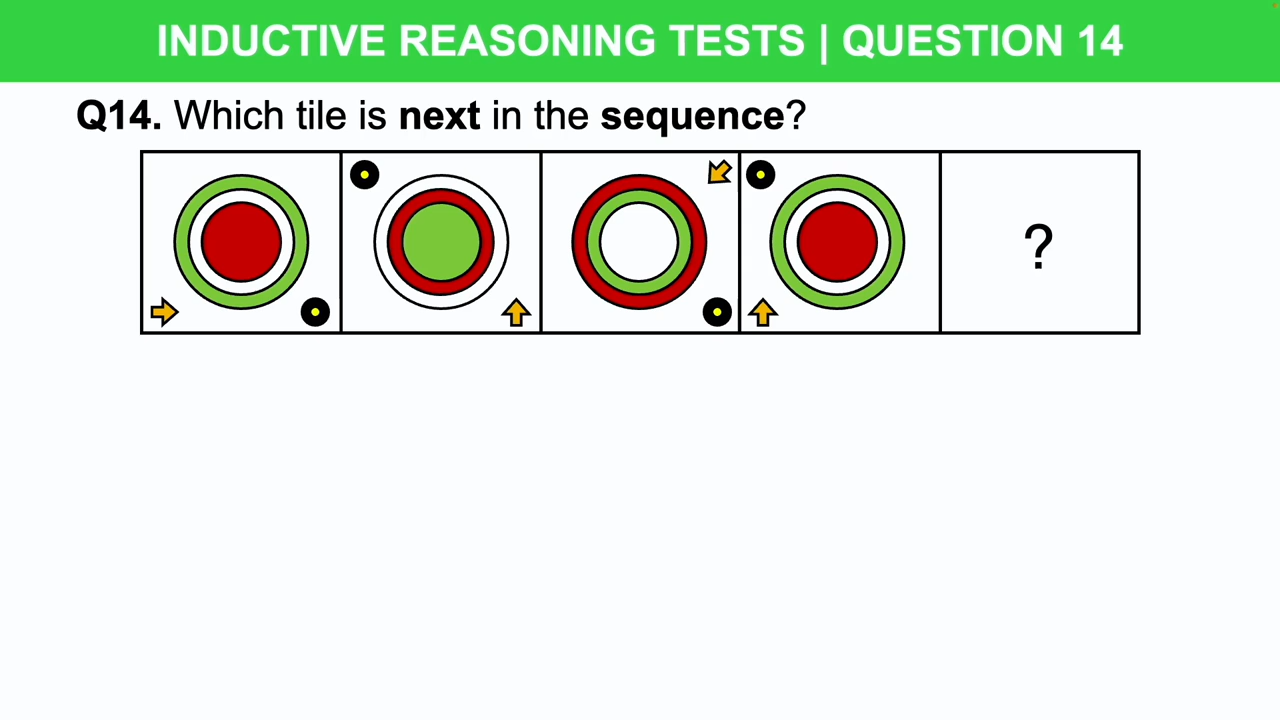 INDUCTIVE REASONING TESTS | QUESTION 14
Q14. Which tile is next in the sequence?
?